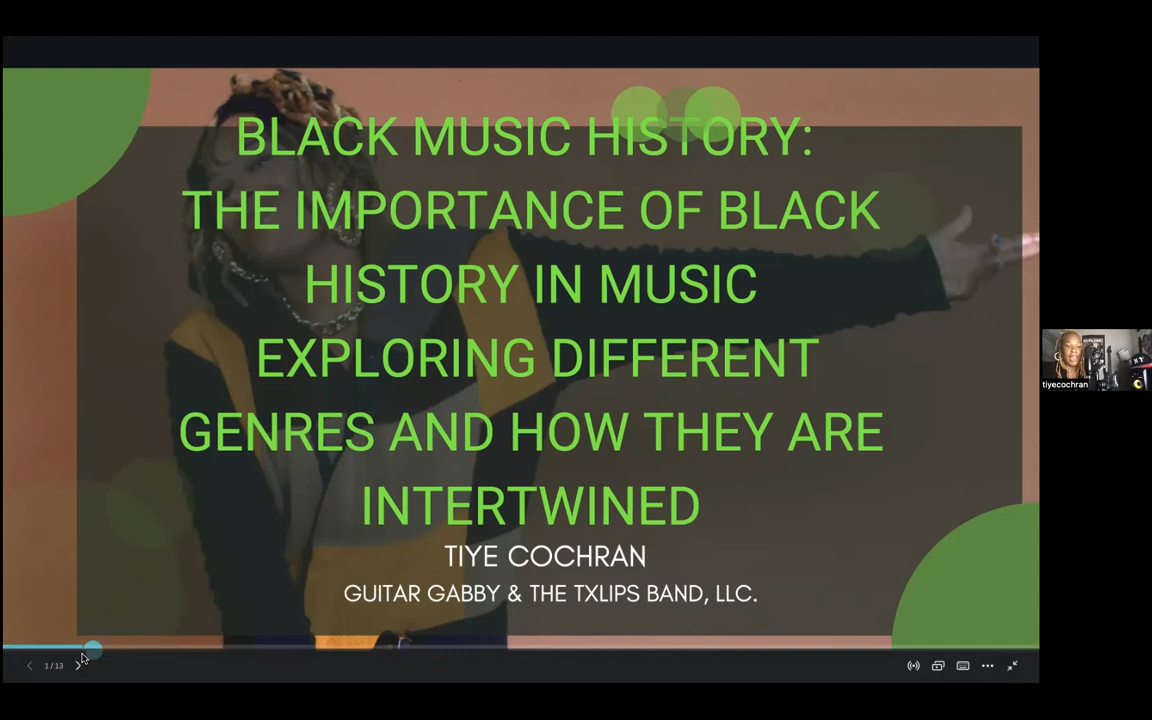 BLACK MUSIC HISTORY:
THE IMPORTANCE OF BLACK
HISTORY IN MUSIC
EXPLORING DIFFERENT
GENRES AND HOW THEY ARE
INTERTWINED
TIYE COCHRAN
GUITAR GABBY & THE TXLIPS BAND, LLC.
tiyecochran
1/13